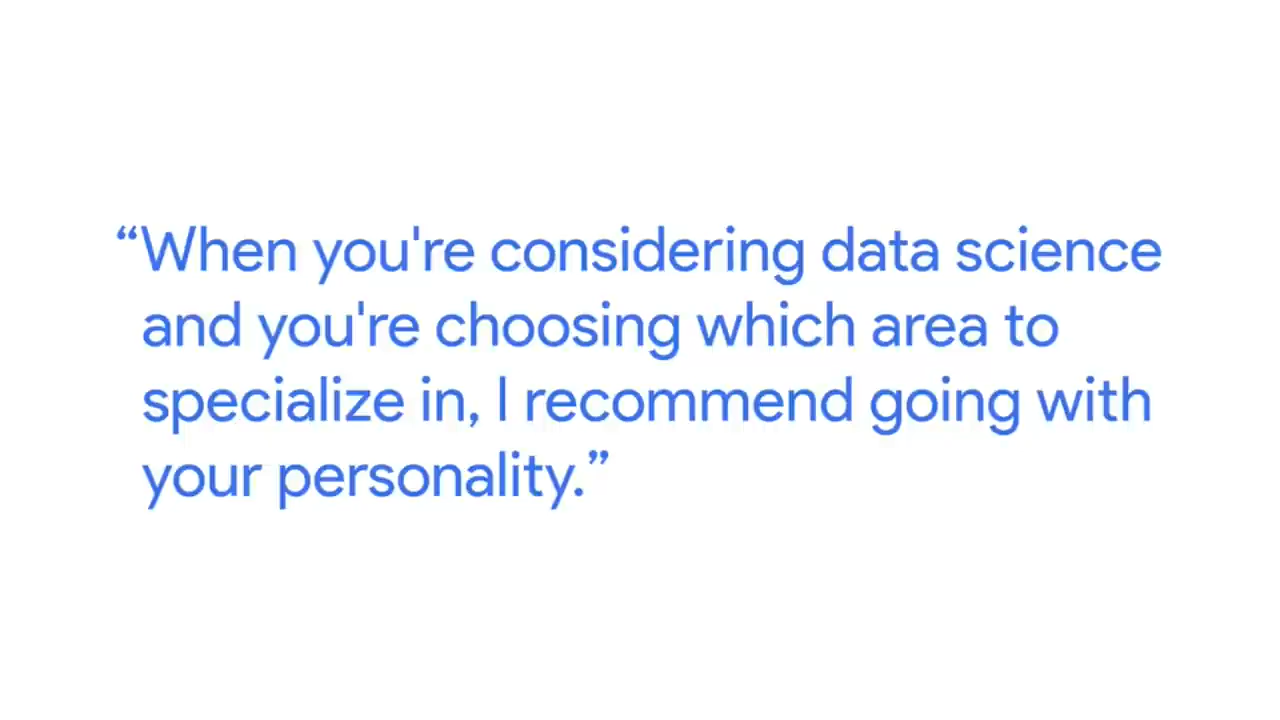 “When you're considering data science
and you're choosing which area to
specialize in, I recommend going with
your personality.”